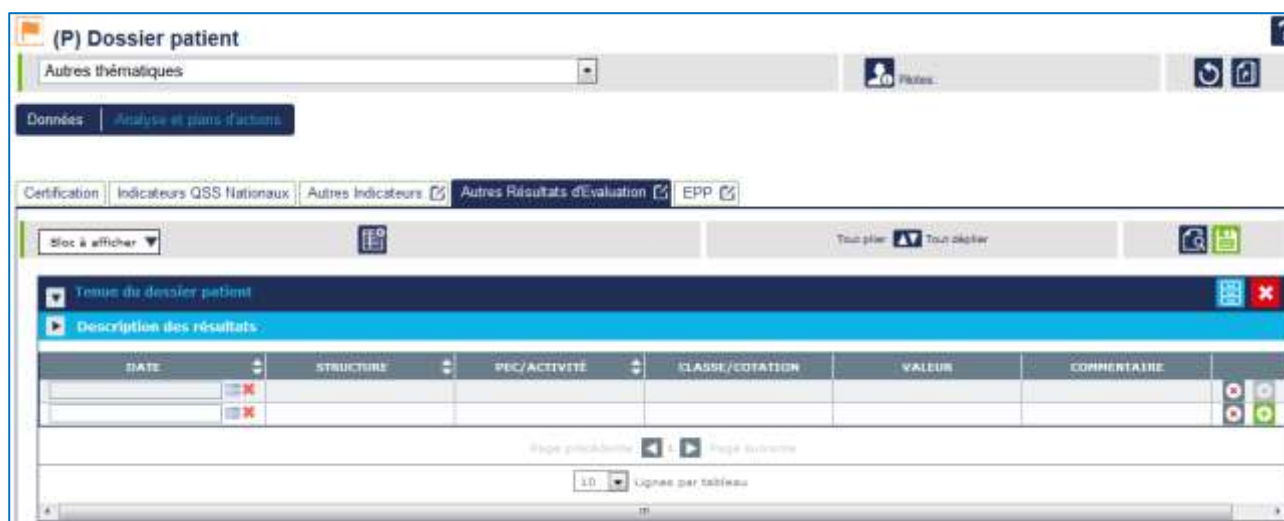 (P) Dossier patient
?
Autres thématiques
Pilotes
Données
Analyse et plans d'actions
Certification
Indicateurs QSS Nationaux
Autres Indicateurs
Autres Résultats d'Evaluation
EPP
Bloc à afficher
Tout plier
Tout déplier
Tenue du dossier patient
Description des résultats
DATE STRUCTURE PEC/ACTIVITÉ CLASSE/COTATION VALEUR COMMENTAIRE
Page précédente 1 Page suivante
10 Lignes par tableau